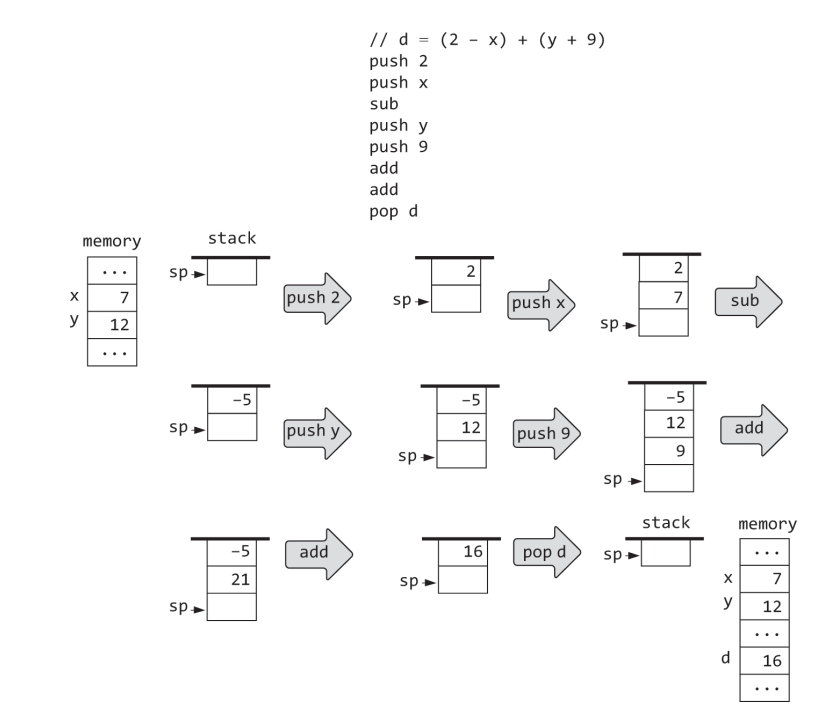 // d = (2 – x) + (y + 9)
push 2
push x
sub
push y
push 9
add
add
pop d
memory
stack
...
x 7
y 12
...
sp
push 2
2
sp
push x
2
7
sp
sub
–5
sp
push y
–5
12
sp
push 9
–5
12
9
sp
add
–5
21
sp
add
16
sp
pop d
stack
sp
memory
...
x 7
y 12
...
d 16
...